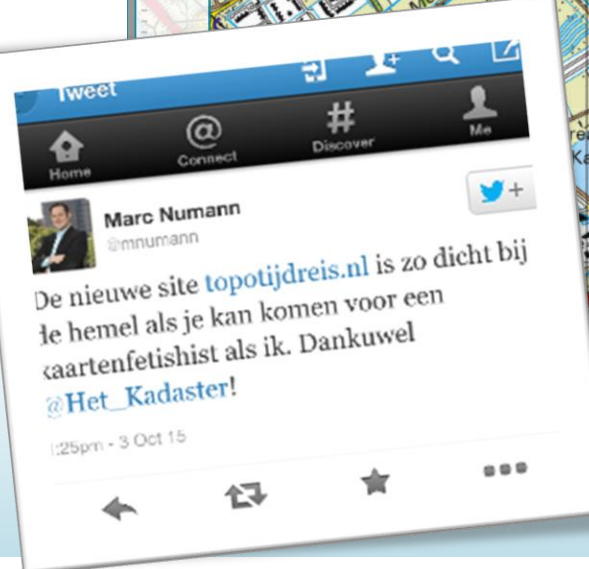 Tweet
Home
Connect
Discover
Me
Marc Numann
@mnumann
De nieuwe site topotijdreis.nl is zo dicht bij
de hemel als je kan komen voor een
kaartenfetishist als ik. Dankuwel
@Het_Kadaster!
:25pm - 3 Oct 15